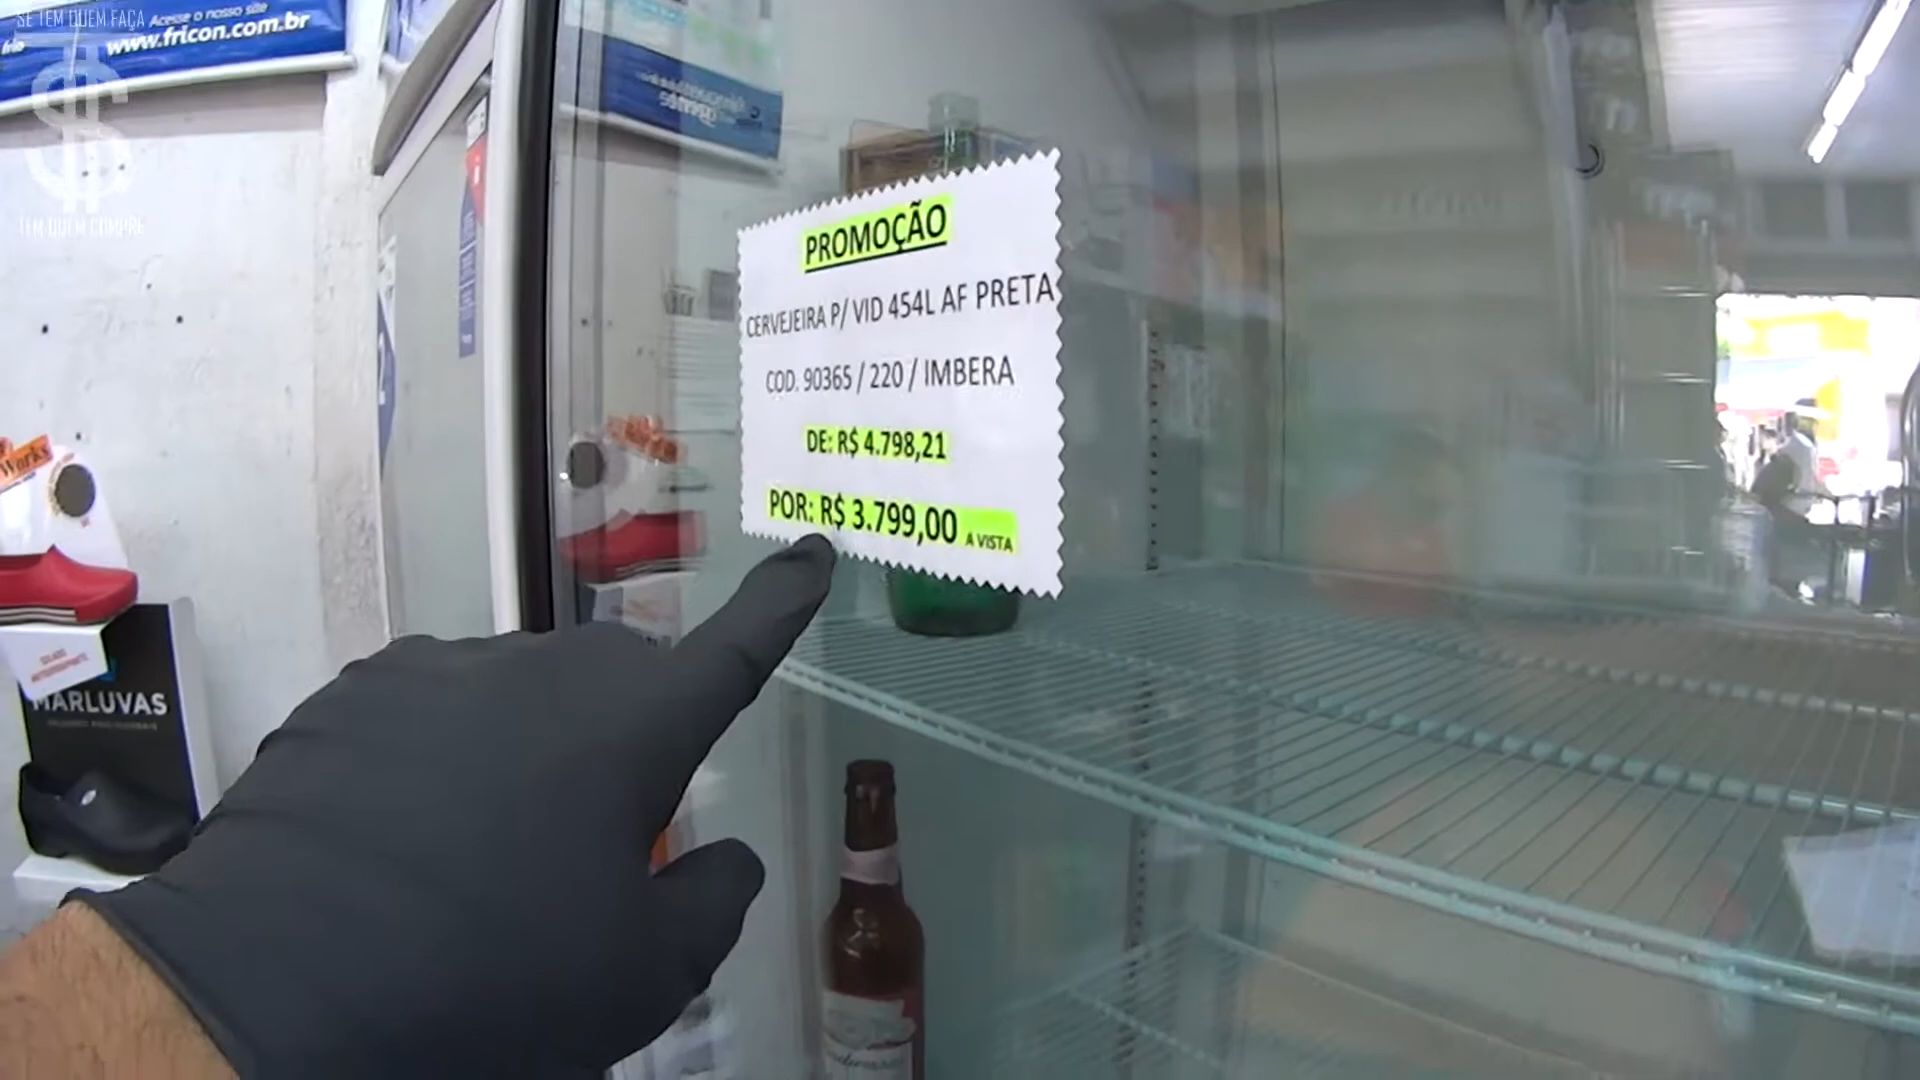 SE TEM QUEM FAÇA
TEM QUEM COMPRE
Acesse o nosso site
www.fricon.com.br
frio
PROMOÇÃO
CERVEJEIRA P/ VID 454L AF PRETA
COD. 90365 / 220 / IMBERA
DE: R$ 4.798,21
POR: R$ 3.799,00 A VISTA
Works
MARLUVAS